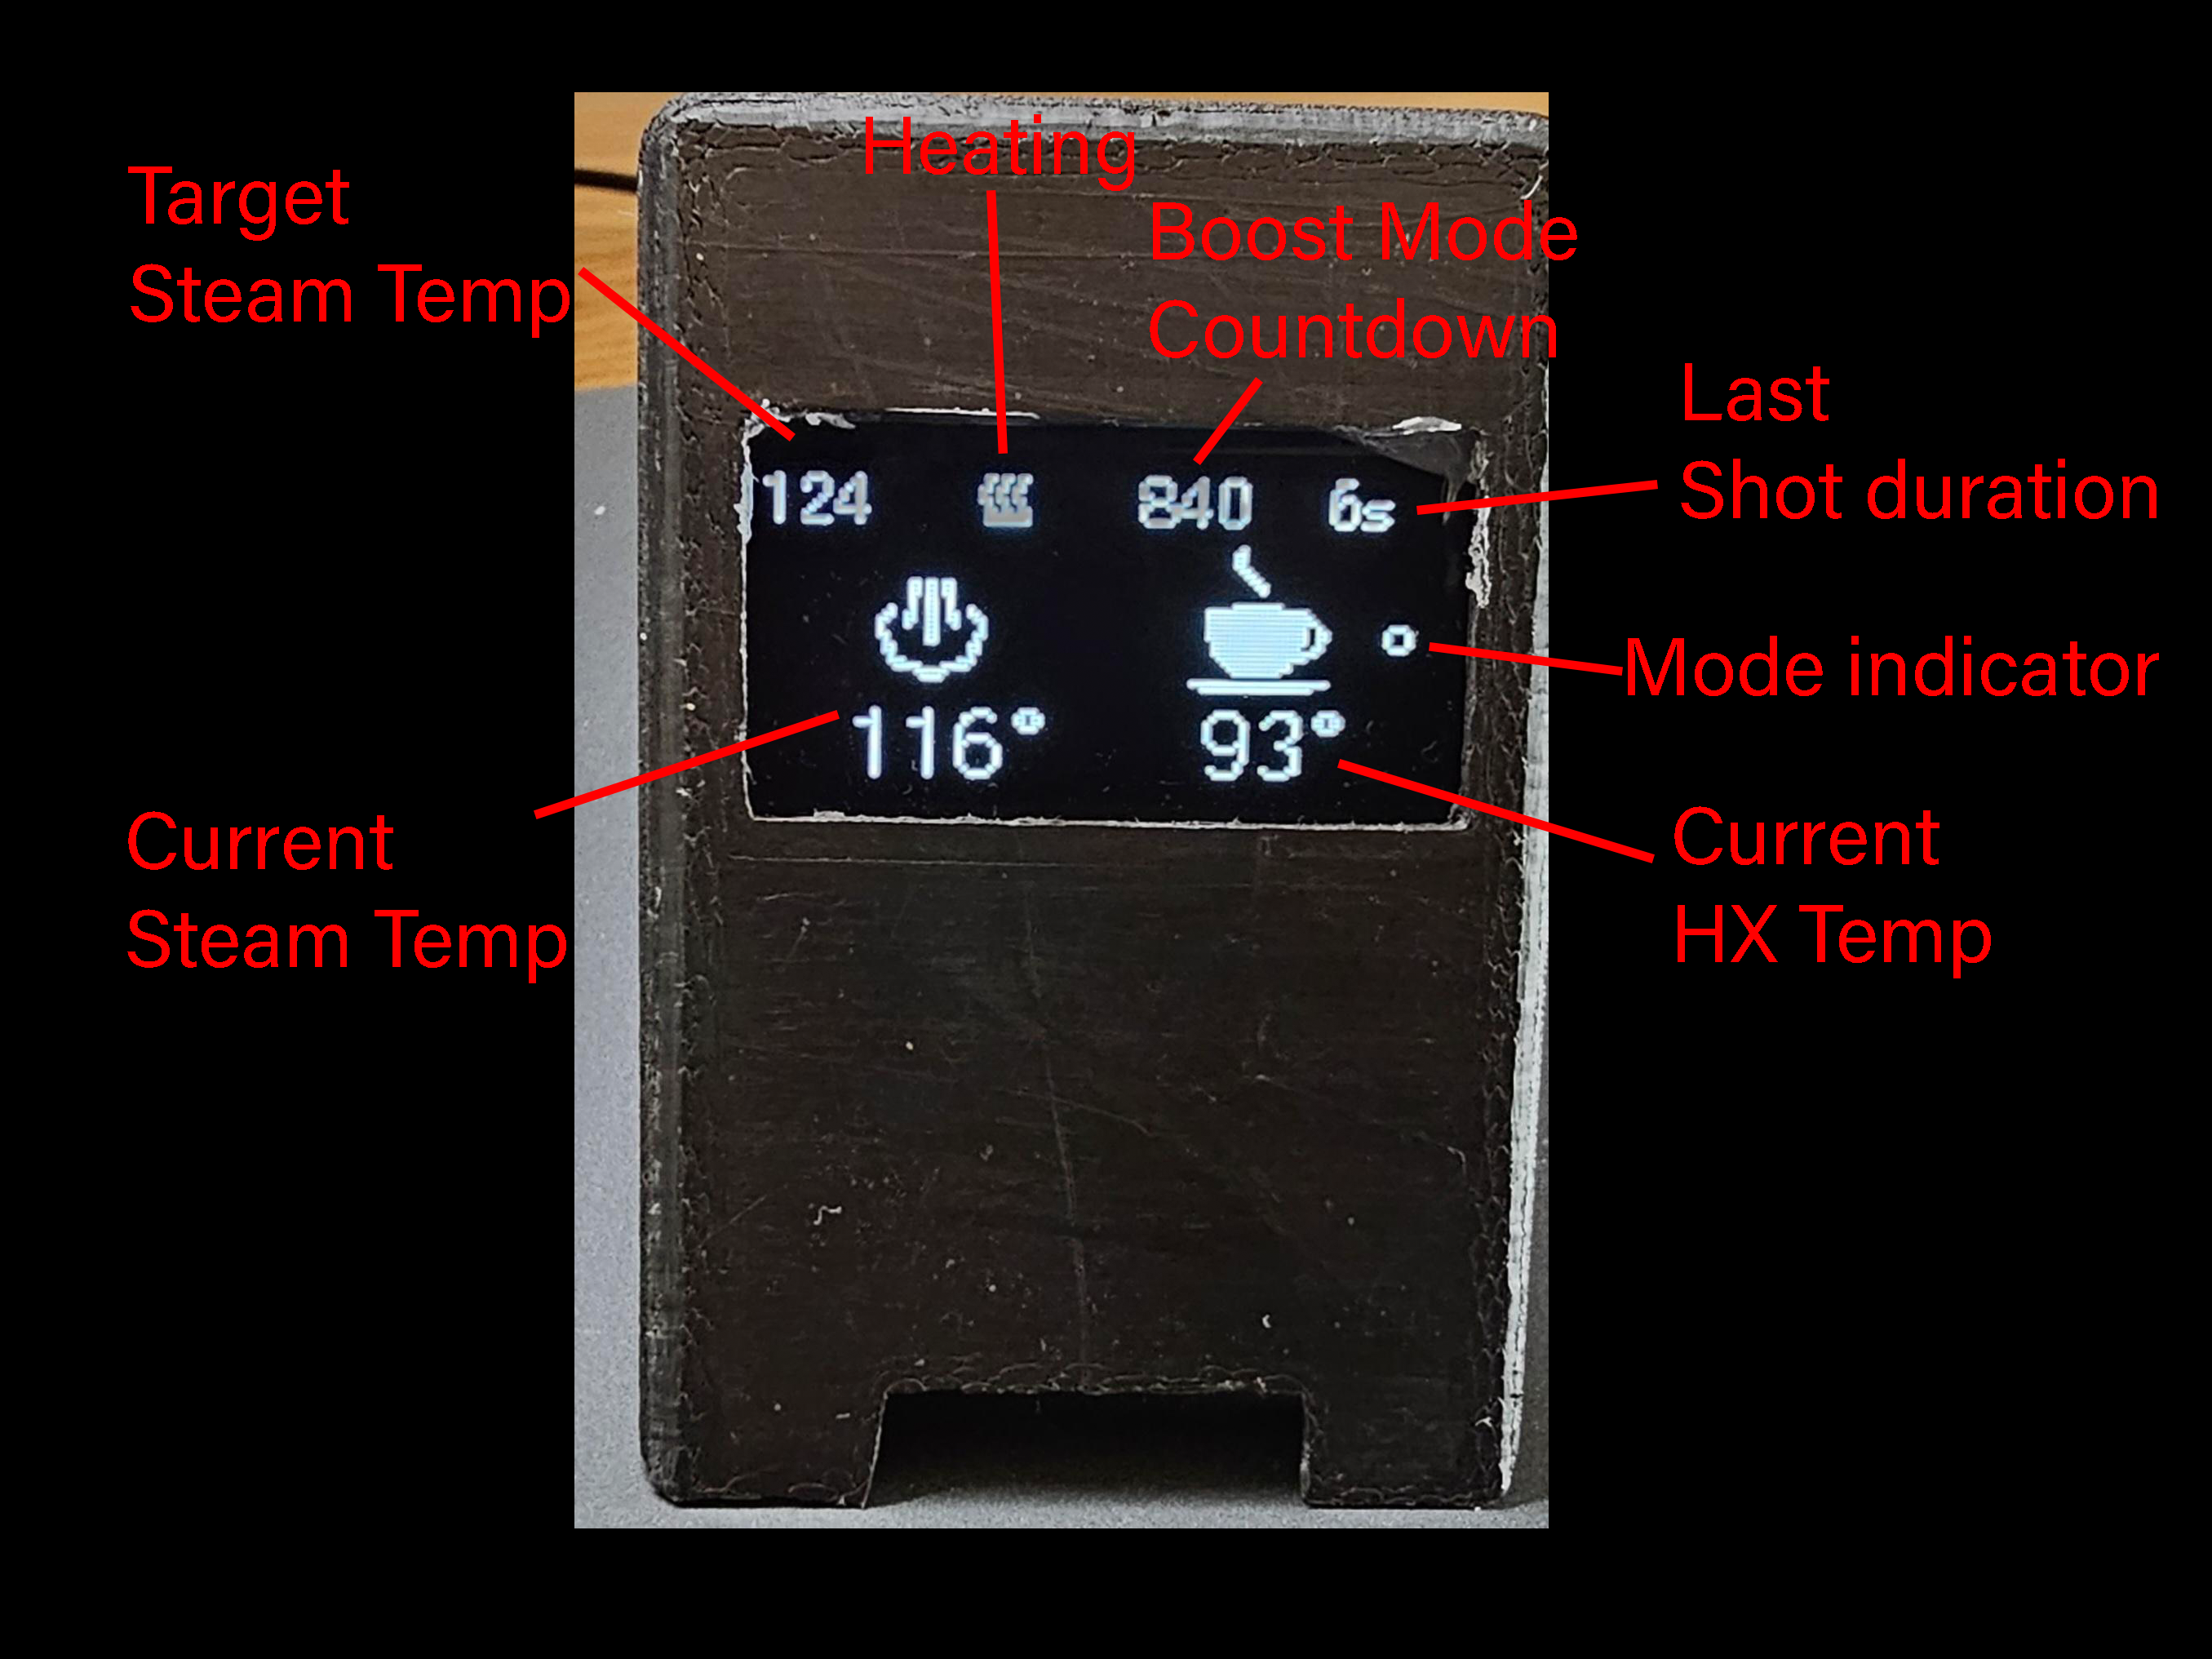 Heating
Target
Steam Temp
Boost Mode
Countdown
Last
Shot duration
124
840
6s
Mode indicator
116°
93°
Current
Steam Temp
Current
HX Temp